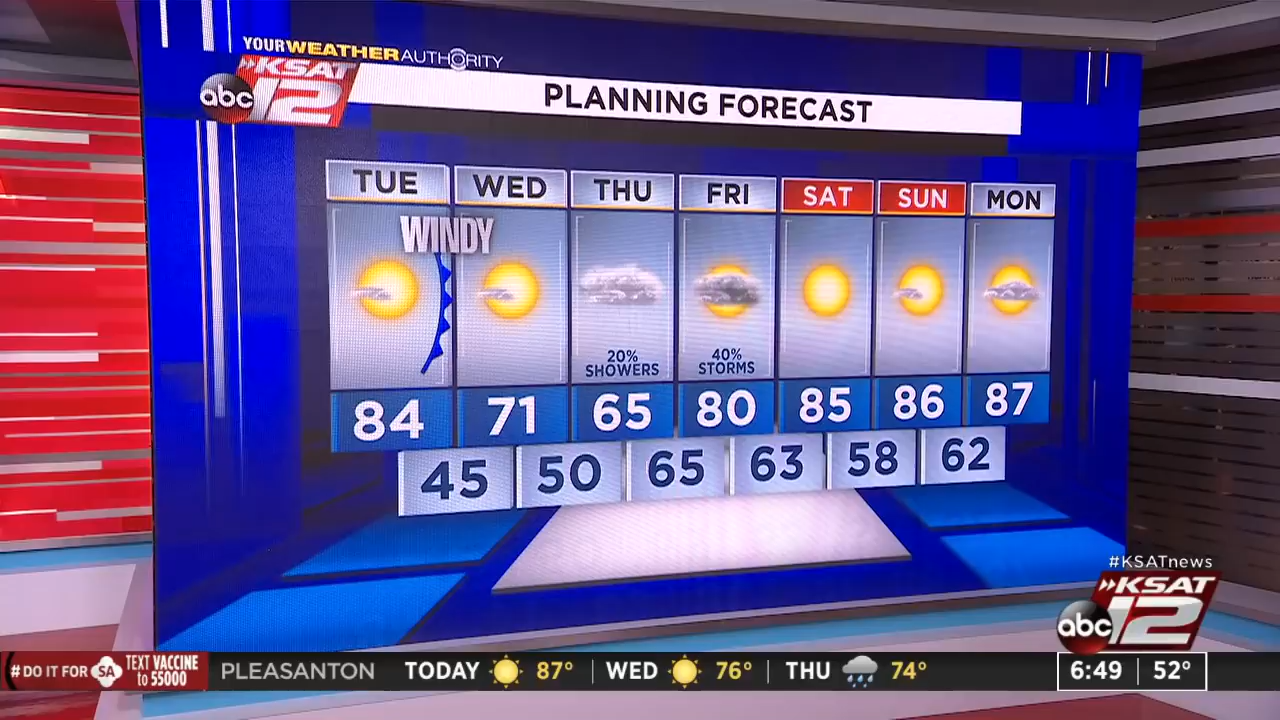 YOUR WEATHER AUTHORITY
»KSAT
abc 12
PLANNING FORECAST
TUE WED THU FRI SAT SUN MON
WINDY
20% SHOWERS
40% STORMS
84 71 65 80 85 86 87
45 50 65 63 58 62
#KSATnews
»KSAT
abc 12
#DO IT FOR SA TEXT VACCINE to 55000 PLEASANTON TODAY 87° WED 76° THU 74° 6:49 52°